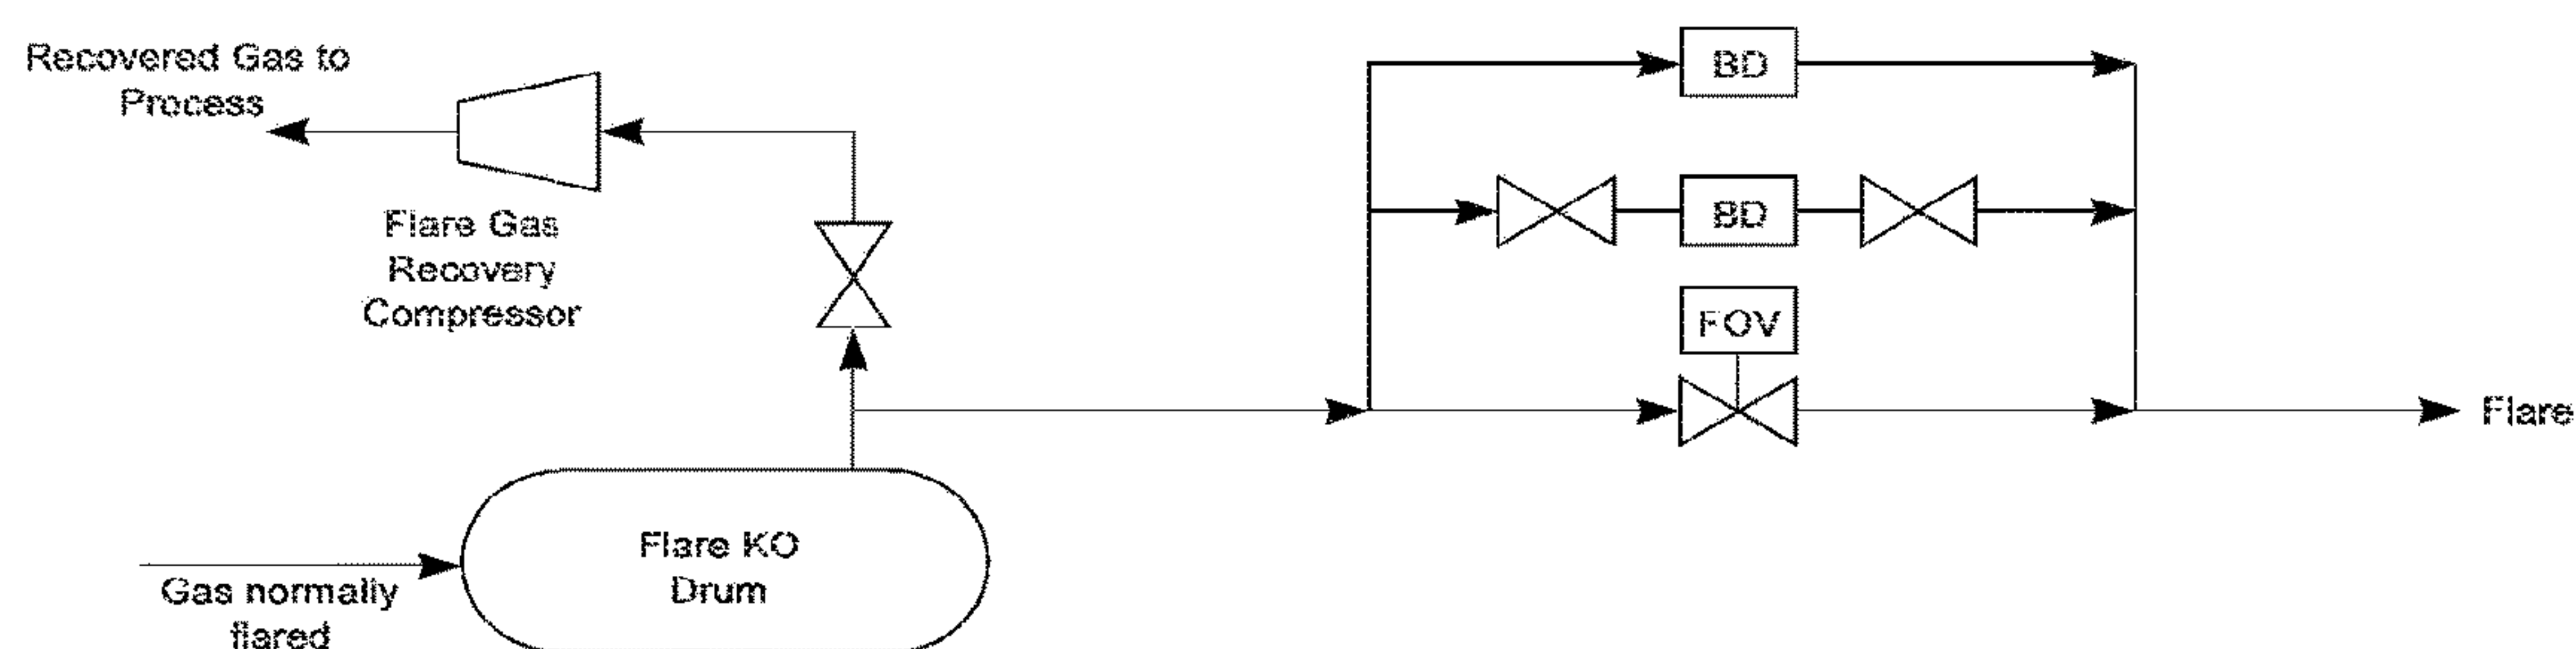 Recovered Gas to
Process
Flare Gas
Recovery
Compressor
BD
BD
FOV
Flare
Flare KO
Drum
Gas normally
flared